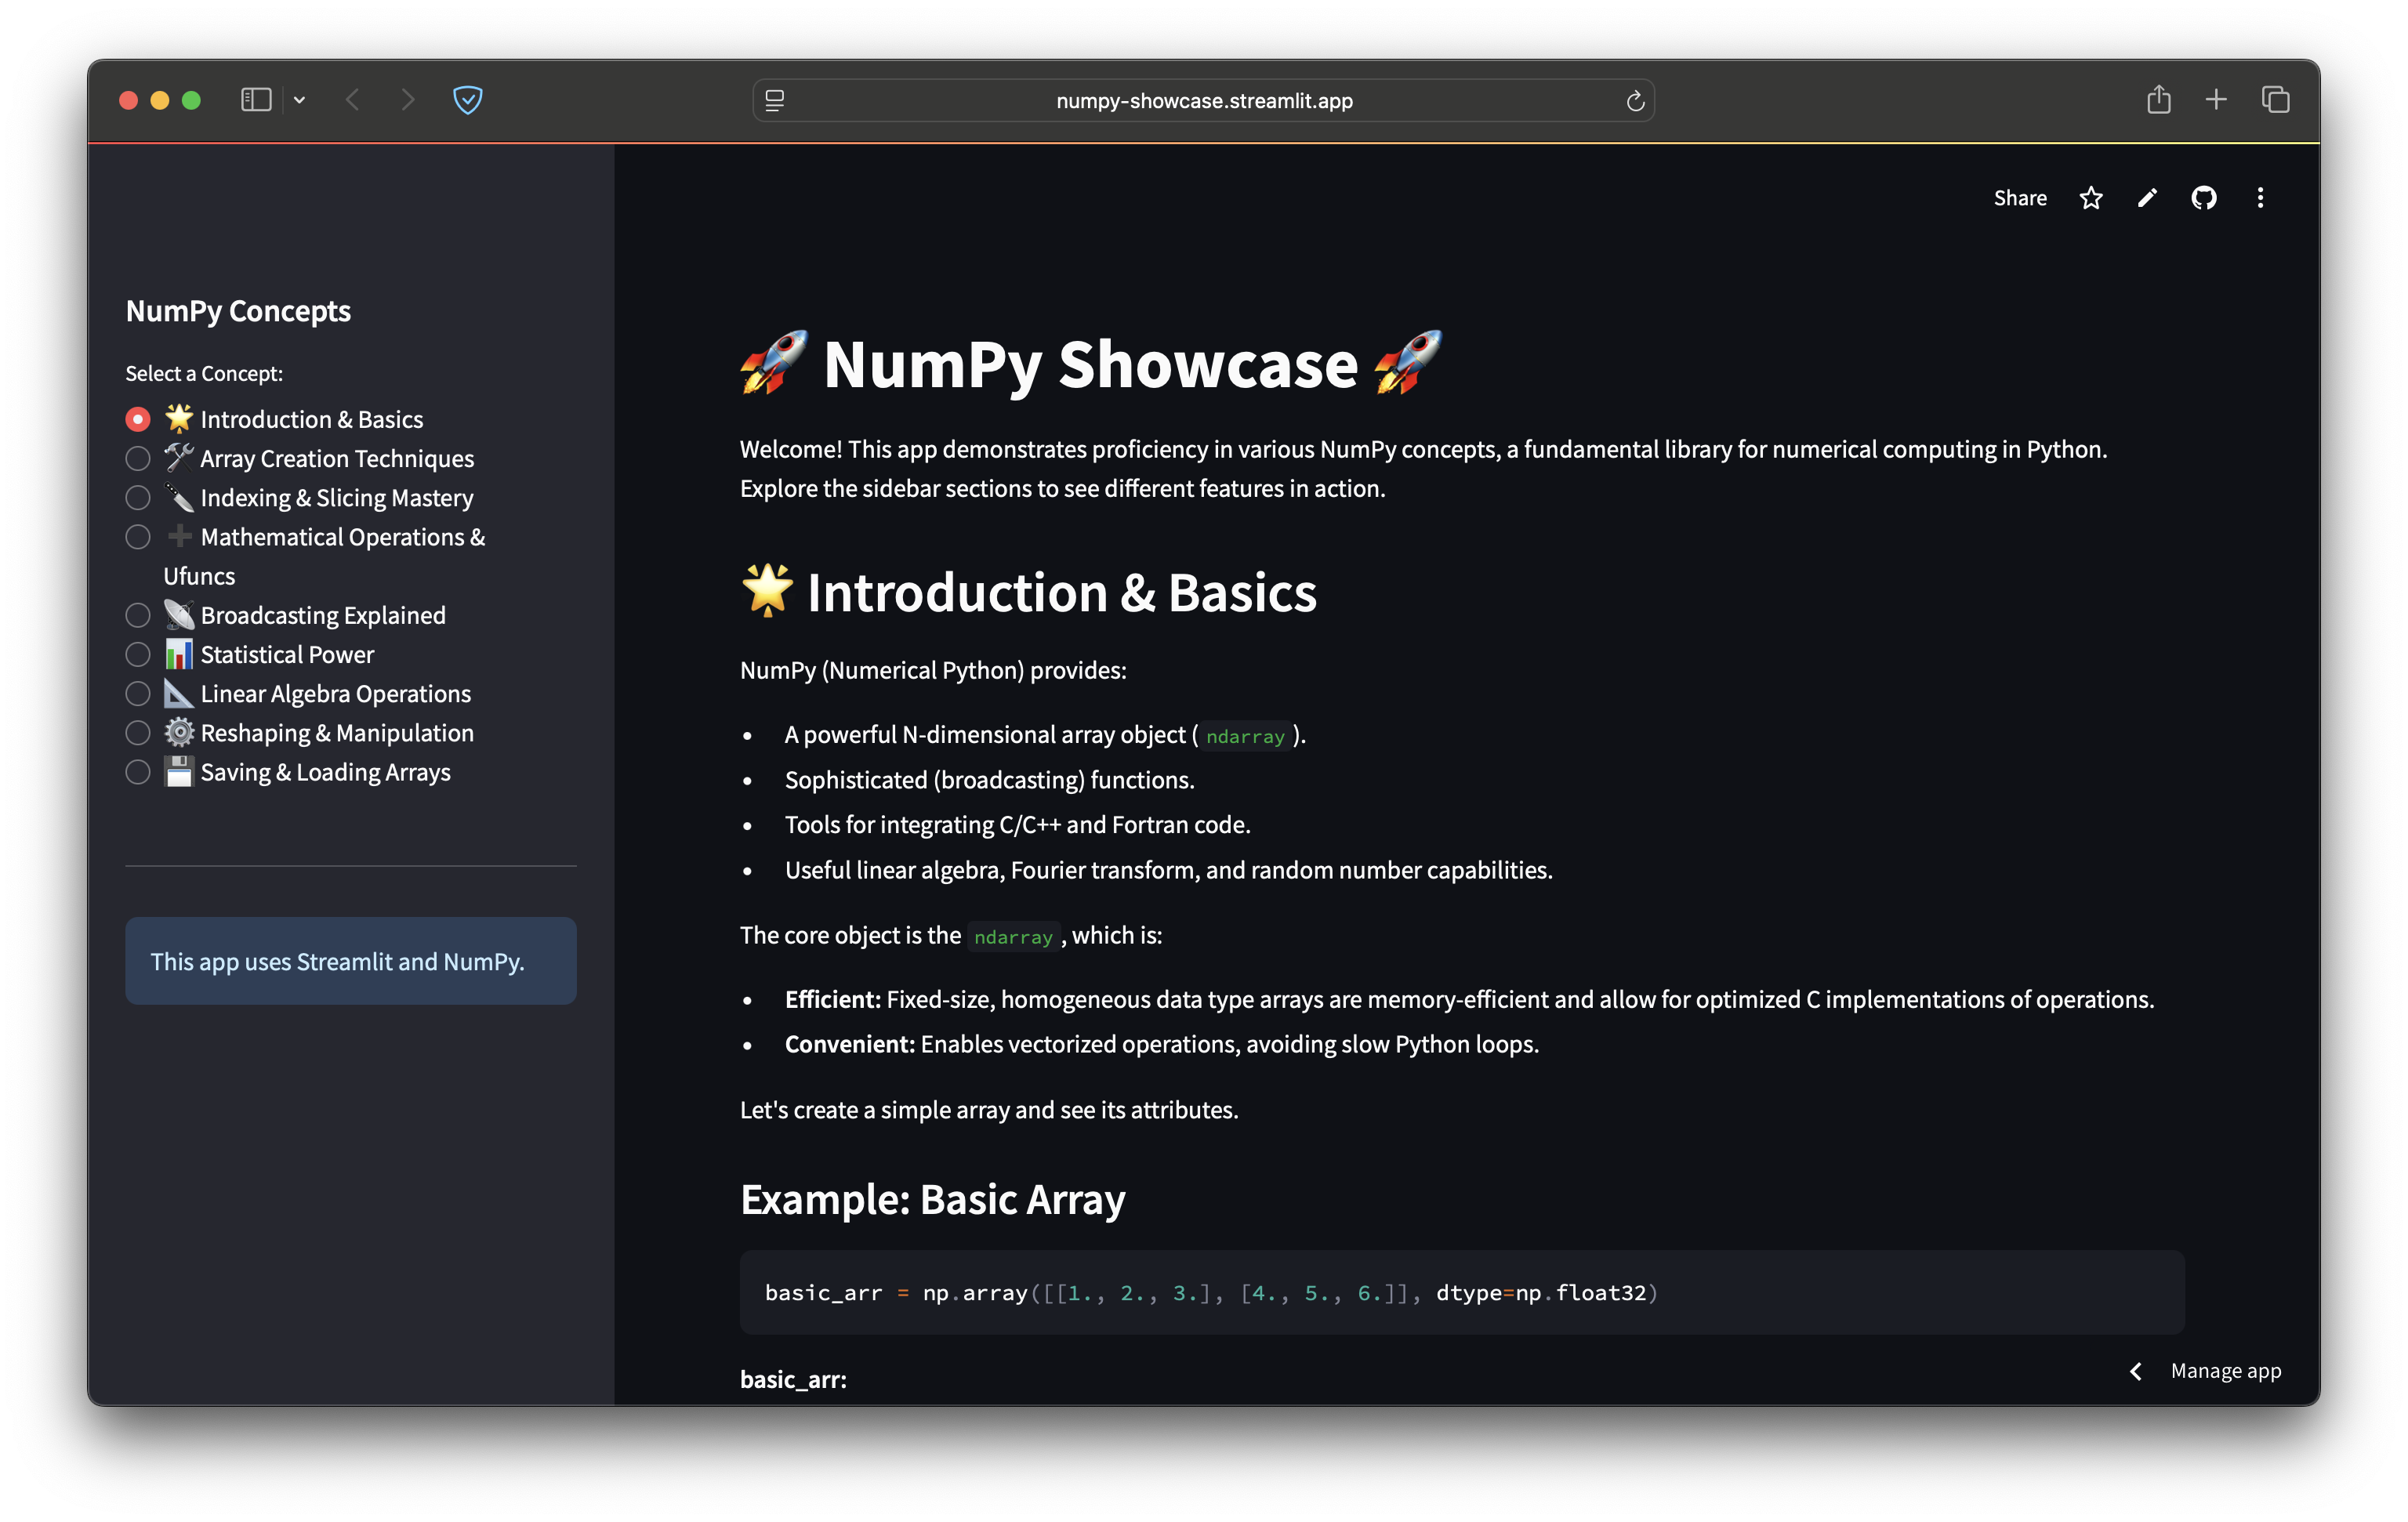 numpy-showcase.streamlit.app
Share
NumPy Concepts
Select a Concept:
🌟 Introduction & Basics
🛠️ Array Creation Techniques
🔪 Indexing & Slicing Mastery
➕ Mathematical Operations &
Ufuncs
📡 Broadcasting Explained
📊 Statistical Power
📐 Linear Algebra Operations
⚙️ Reshaping & Manipulation
💾 Saving & Loading Arrays
This app uses Streamlit and NumPy.
🚀 NumPy Showcase 🚀
Welcome! This app demonstrates proficiency in various NumPy concepts, a fundamental library for numerical computing in Python.
Explore the sidebar sections to see different features in action.
🌟 Introduction & Basics
NumPy (Numerical Python) provides:
• A powerful N-dimensional array object ( ndarray ).
• Sophisticated (broadcasting) functions.
• Tools for integrating C/C++ and Fortran code.
• Useful linear algebra, Fourier transform, and random number capabilities.
The core object is the ndarray , which is:
• Efficient: Fixed-size, homogeneous data type arrays are memory-efficient and allow for optimized C implementations of operations.
• Convenient: Enables vectorized operations, avoiding slow Python loops.
Let's create a simple array and see its attributes.
Example: Basic Array
basic_arr = np.array([[1., 2., 3.], [4., 5., 6.]], dtype=np.float32)
basic_arr:
Manage app